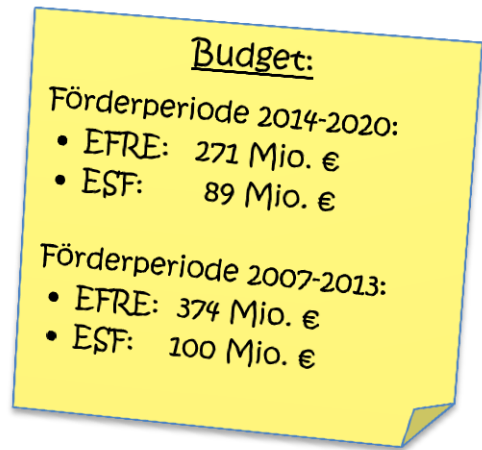 Budget:
Förderperiode 2014-2020:
• EFRE: 271 Mio. €
• ESF: 89 Mio. €
Förderperiode 2007-2013:
• EFRE: 374 Mio. €
• ESF: 100 Mio. €